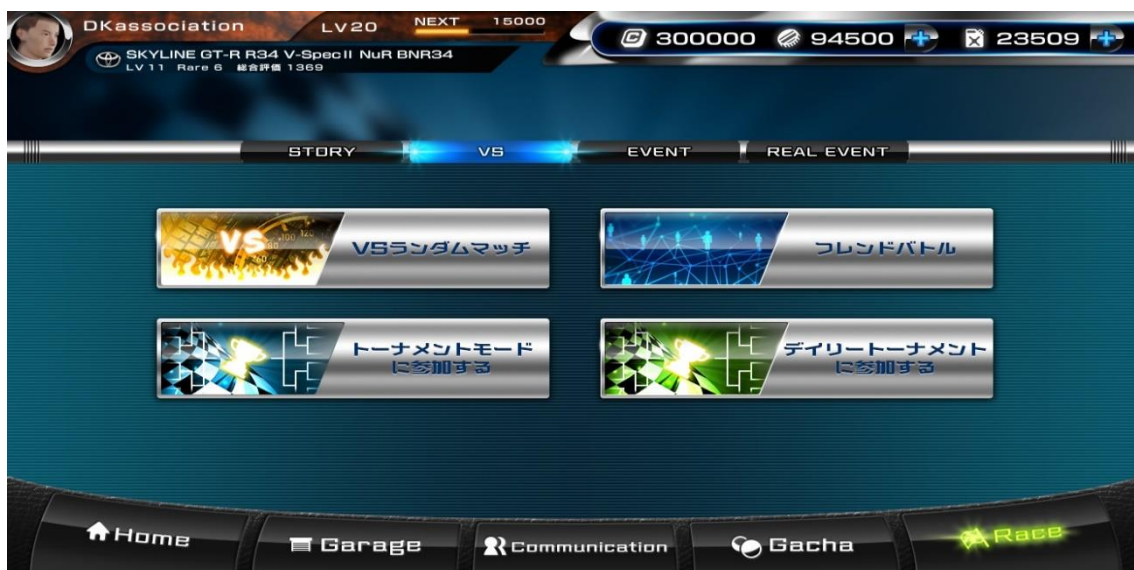 DKassociation LV20 NEXT 15000
300000 94500 23509
SKYLINE GT-R R34 V-SpecII NuR BNR34
LV11 Rare 6 総合評価 1369
STORY VS EVENT REAL EVENT
VS
VSランダムマッチ
フレンドバトル
トーナメントモード
に参加する
デイリートーナメント
に参加する
Home Garage Communication Gacha Race